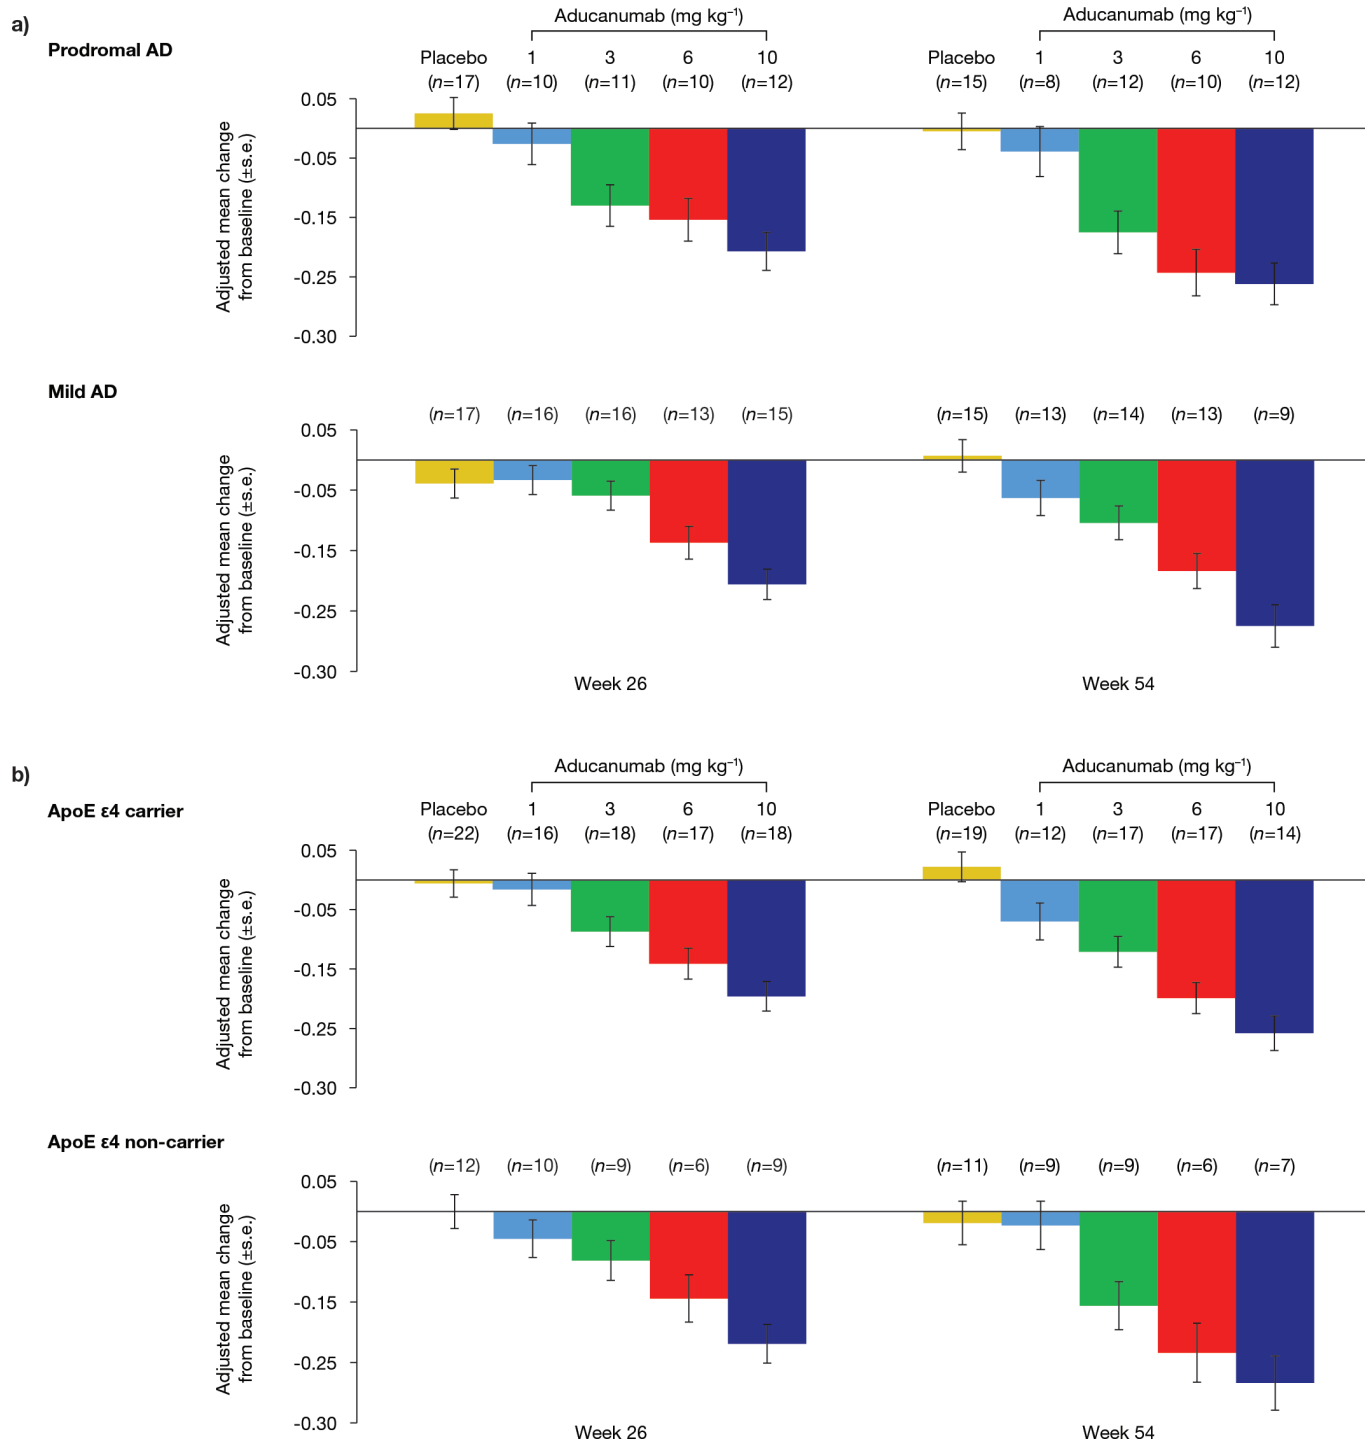 a)
Prodromal AD
Aducanumab (mg kg⁻¹) Aducanumab (mg kg⁻¹)
Placebo 1 3 6 10 Placebo 1 3 6 10
(n=17) (n=10) (n=11) (n=10) (n=12) (n=15) (n=8) (n=12) (n=10) (n=12)
Adjusted mean change
from baseline (±s.e.)
0.05
-0.05
-0.15
-0.25
-0.30
Mild AD
(n=17) (n=16) (n=16) (n=13) (n=15) (n=15) (n=13) (n=14) (n=13) (n=9)
Adjusted mean change
from baseline (±s.e.)
0.05
-0.05
-0.15
-0.25
-0.30
Week 26 Week 54
b)
ApoE ε4 carrier
Aducanumab (mg kg⁻¹) Aducanumab (mg kg⁻¹)
Placebo 1 3 6 10 Placebo 1 3 6 10
(n=22) (n=16) (n=18) (n=17) (n=18) (n=19) (n=12) (n=17) (n=17) (n=14)
Adjusted mean change
from baseline (±s.e.)
0.05
-0.05
-0.15
-0.25
-0.30
ApoE ε4 non-carrier
(n=12) (n=10) (n=9) (n=6) (n=9) (n=11) (n=9) (n=9) (n=6) (n=7)
Adjusted mean change
from baseline (±s.e.)
0.05
-0.05
-0.15
-0.25
-0.30
Week 26 Week 54